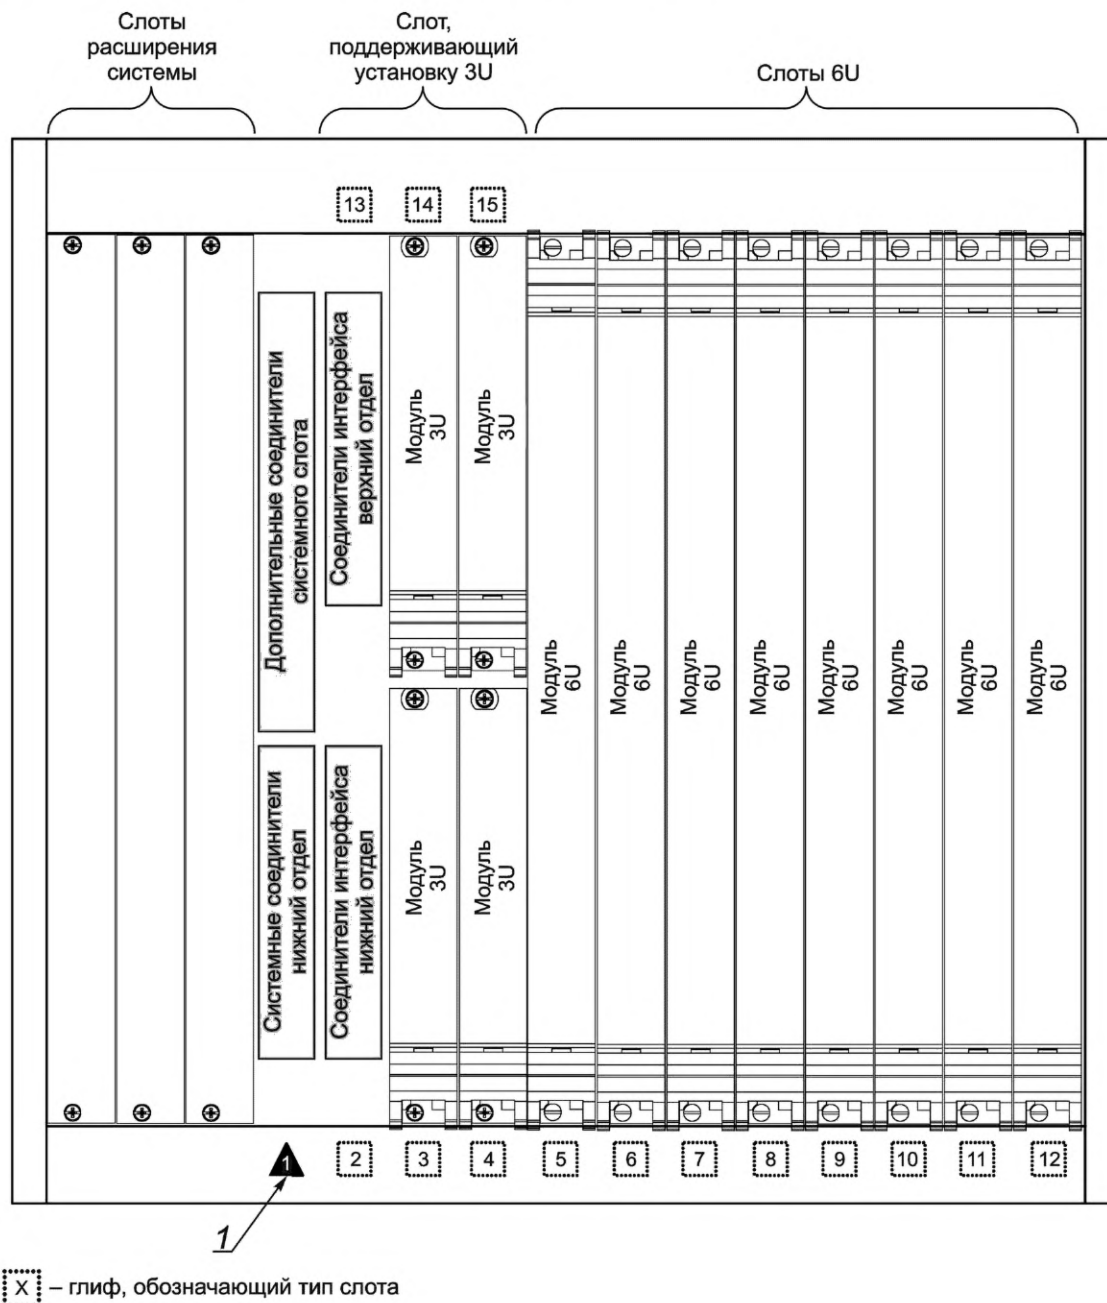 Слоты
расширения
системы
Слот,
поддерживающий
установку 3U
Слоты 6U
13
14
15
Дополнительные соединители
системного слота
Соединители интерфейса
верхний отдел
Модуль
3U
Модуль
3U
Системные соединители
нижний отдел
Соединители интерфейса
нижний отдел
Модуль
3U
Модуль
3U
Модуль
6U
Модуль
6U
Модуль
6U
Модуль
6U
Модуль
6U
Модуль
6U
Модуль
6U
Модуль
6U
1
2
3
4
5
6
7
8
9
10
11
12
1
X – глиф, обозначающий тип слота